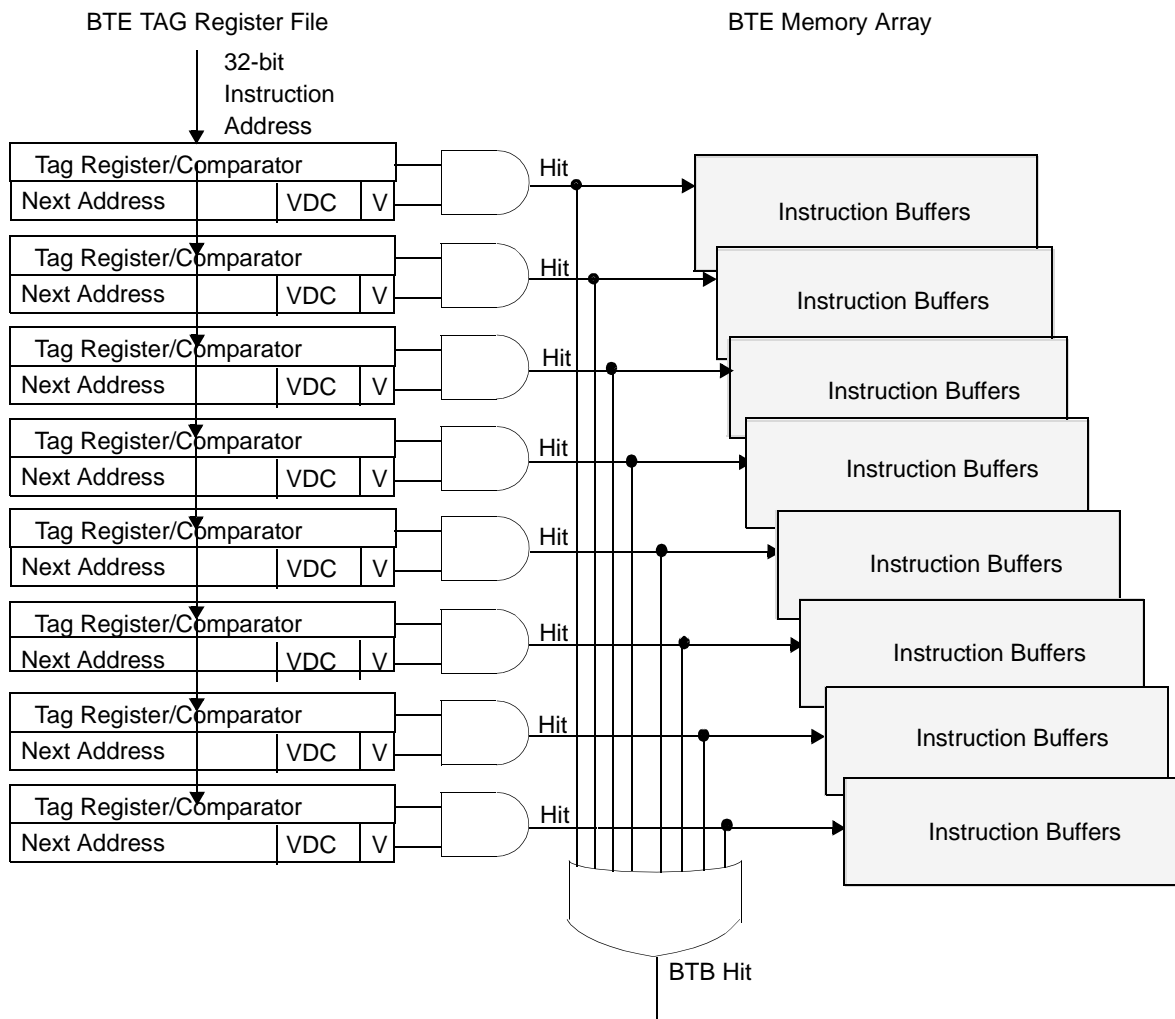 BTE TAG Register File
BTE Memory Array
32-bit
Instruction
Address
Tag Register/Comparator
Next Address VDC V
Hit
Instruction Buffers
Tag Register/Comparator
Next Address VDC V
Hit
Instruction Buffers
Tag Register/Comparator
Next Address VDC V
Hit
Instruction Buffers
Tag Register/Comparator
Next Address VDC V
Hit
Instruction Buffers
Tag Register/Comparator
Next Address VDC V
Hit
Instruction Buffers
Tag Register/Comparator
Next Address VDC V
Hit
Instruction Buffers
Tag Register/Comparator
Next Address VDC V
Hit
Instruction Buffers
Tag Register/Comparator
Next Address VDC V
Hit
Instruction Buffers
BTB Hit